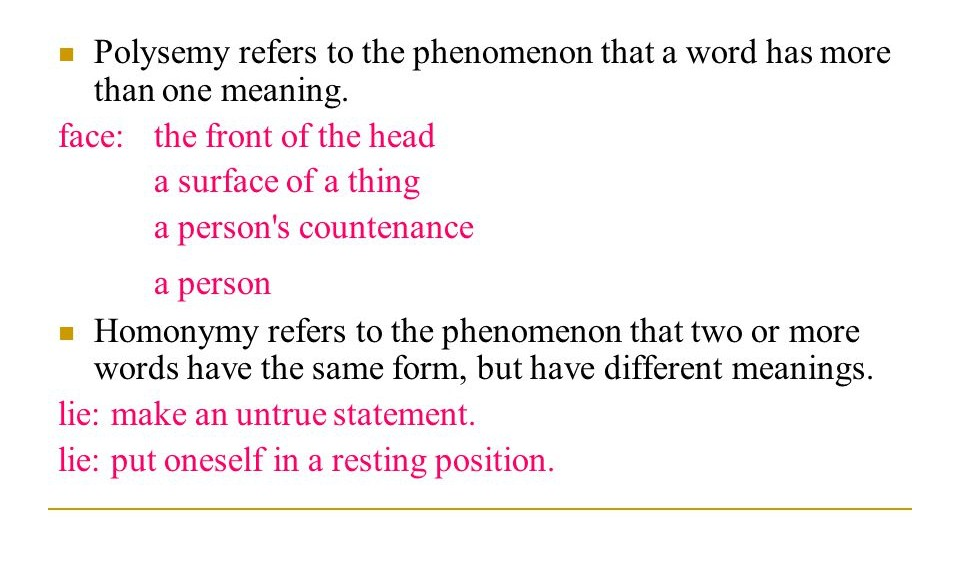 Polysemy refers to the phenomenon that a word has more
than one meaning.
face: the front of the head
a surface of a thing
a person's countenance
a person
Homonymy refers to the phenomenon that two or more
words have the same form, but have different meanings.
lie: make an untrue statement.
lie: put oneself in a resting position.